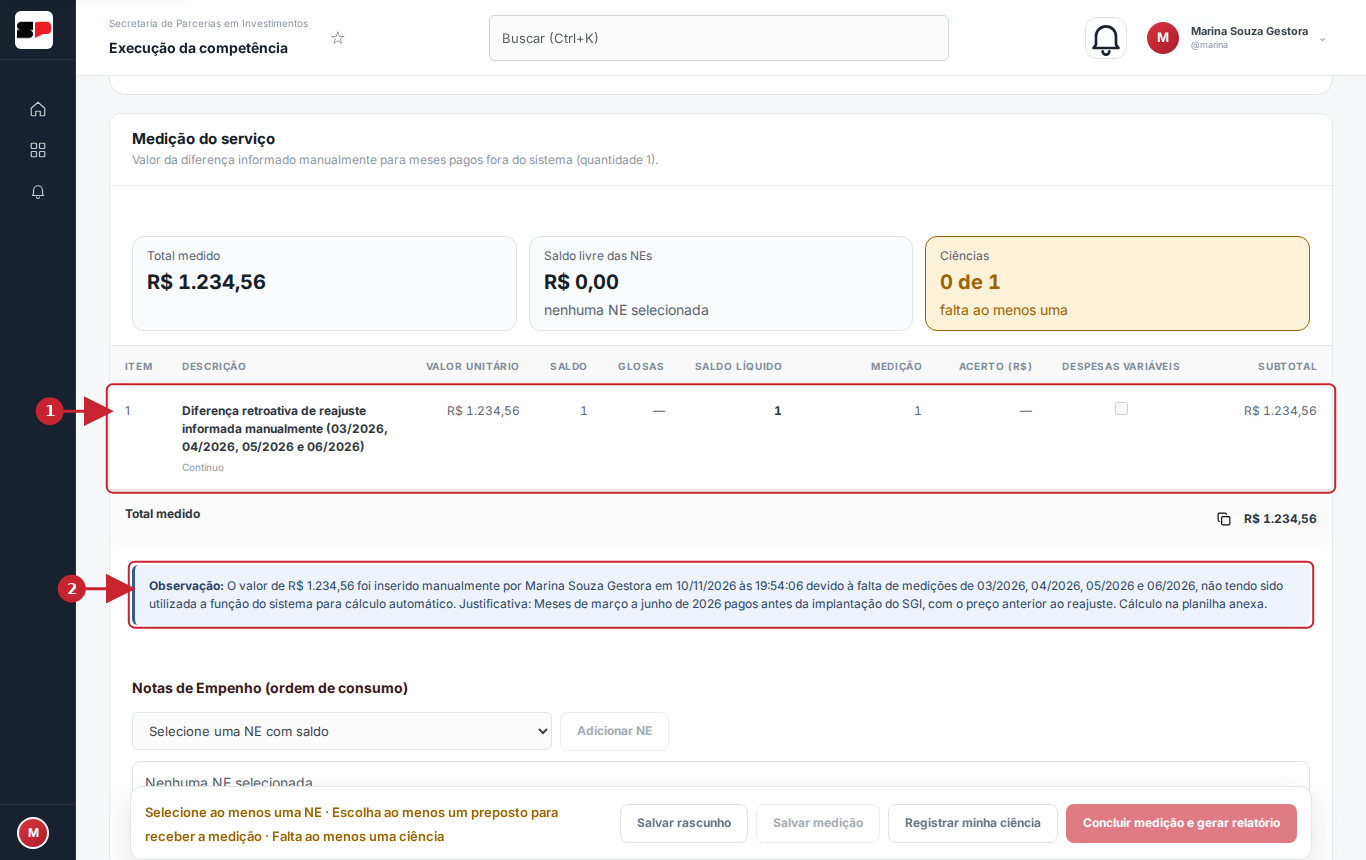 SP
Secretaria de Parcerias em Investimentos
Execução da competência
Buscar (Ctrl+K)
M
Marina Souza Gestora
@marina
Medição do serviço
Valor da diferença informado manualmente para meses pagos fora do sistema (quantidade 1).
Total medido
R$ 1.234,56
Saldo livre das NEs
R$ 0,00
nenhuma NE selecionada
Ciências
0 de 1
falta ao menos uma
ITEM DESCRIÇÃO VALOR UNITÁRIO SALDO GLOSAS SALDO LÍQUIDO MEDIÇÃO ACERTO (R$) DESPESAS VARIÁVEIS SUBTOTAL
1
1 Diferença retroativa de reajuste R$ 1.234,56 1 — 1 1 — R$ 1.234,56
informada manualmente (03/2026,
04/2026, 05/2026 e 06/2026)
Contínuo
Total medido R$ 1.234,56
2
Observação: O valor de R$ 1.234,56 foi inserido manualmente por Marina Souza Gestora em 10/11/2026 às 19:54:06 devido à falta de medições de 03/2026, 04/2026, 05/2026 e 06/2026, não tendo sido
utilizada a função do sistema para cálculo automático. Justificativa: Meses de março a junho de 2026 pagos antes da implantação do SGI, com o preço anterior ao reajuste. Cálculo na planilha anexa.
Notas de Empenho (ordem de consumo)
Selecione uma NE com saldo
Adicionar NE
Nenhuma NE selecionada
Selecione ao menos uma NE · Escolha ao menos um preposto para
receber a medição · Falta ao menos uma ciência
Salvar rascunho
Salvar medição
Registrar minha ciência
Concluir medição e gerar relatório
M